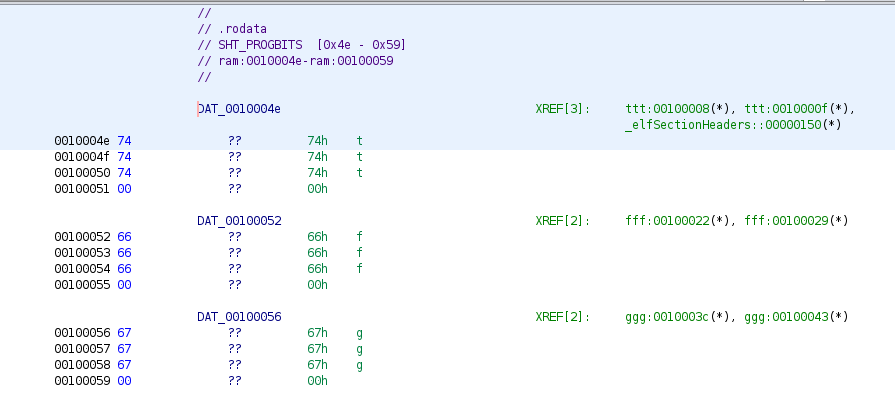 //
// .rodata
// SHT_PROGBITS  [0x4e - 0x59]
// ram:0010004e-ram:00100059
//
DAT_0010004e XREF[3]: ttt:00100008(*), ttt:0010000f(*),
_elfSectionHeaders::00000150(*)
0010004e 74 ?? 74h t
0010004f 74 ?? 74h t
00100050 74 ?? 74h t
00100051 00 ?? 00h
DAT_00100052 XREF[2]: fff:00100022(*), fff:00100029(*)
00100052 66 ?? 66h f
00100053 66 ?? 66h f
00100054 66 ?? 66h f
00100055 00 ?? 00h
DAT_00100056 XREF[2]: ggg:0010003c(*), ggg:00100043(*)
00100056 67 ?? 67h g
00100057 67 ?? 67h g
00100058 67 ?? 67h g
00100059 00 ?? 00h